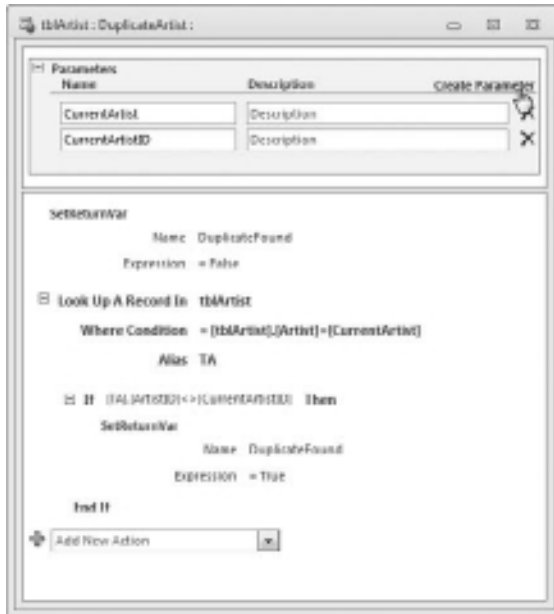 tblArtist : DuplicateArtist :
Parameters
Name Description Create Parameter
CurrentArtist Description
CurrentArtistID Description
SetReturnVar
Name DuplicateFound
Expression = False
Look Up A Record In tblArtist
Where Condition = [tblArtist].[Artist]=[CurrentArtist]
Alias TA
If [TA].[ArtistID]<>[CurrentArtistID] Then
SetReturnVar
Name DuplicateFound
Expression = True
End If
Add New Action